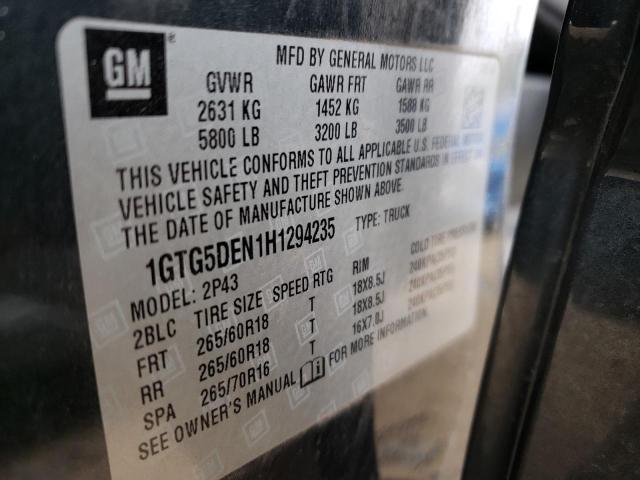 GM ®
MFD BY GENERAL MOTORS LLC
GVWR GAWR FRT GAWR RR
2631 KG 1452 KG 1588 KG
5800 LB 3200 LB 3500 LB
THIS VEHICLE CONFORMS TO ALL APPLICABLE U.S. FEDERAL MOTOR
VEHICLE SAFETY AND THEFT PREVENTION STANDARDS IN EFFECT ON
THE DATE OF MANUFACTURE SHOWN ABOVE.
1GTG5DEN1H1294235 TYPE: TRUCK
MODEL: 2P43
2BLC TIRE SIZE SPEED RTG RIM COLD TIRE
FRT 265/60R18 T 18X8.5J
RR 265/60R18 T 18X8.5J
SPA 265/70R16 T 16X7.0J
SEE OWNER'S MANUAL FOR MORE INFORMATION.